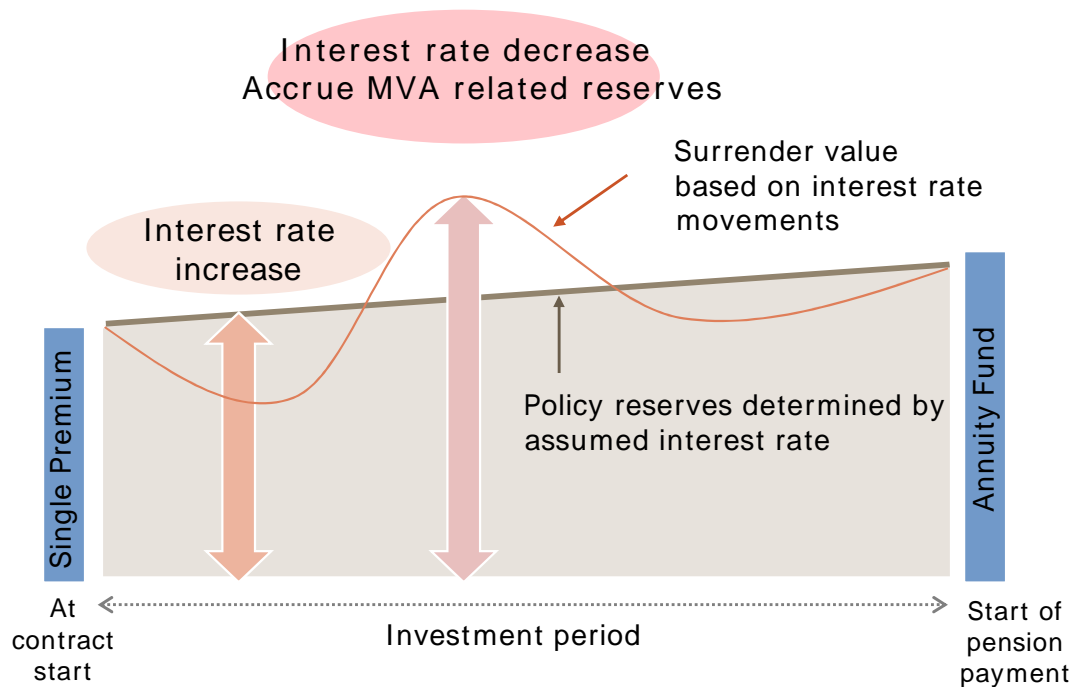 Interest rate decrease
Accrue MVA related reserves
Surrender value
based on interest rate
movements
Interest rate
increase
Single Premium
Policy reserves determined by
assumed interest rate
Annuity Fund
At
contract
start
Investment period
Start of
pension
payment